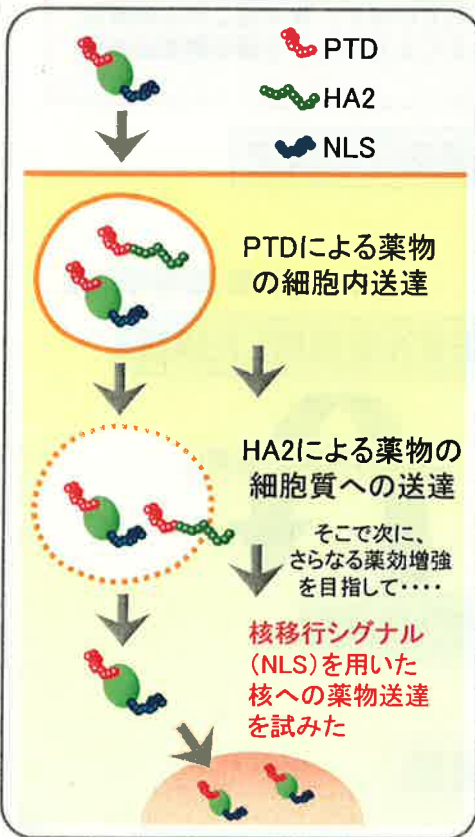 PTD
HA2
NLS
PTDによる薬物
の細胞内送達
HA2による薬物の
細胞質への送達
そこで次に、
さらなる薬効増強
を目指して‥‥
核移行シグナル
(NLS)を用いた
核への薬物送達
を試みた